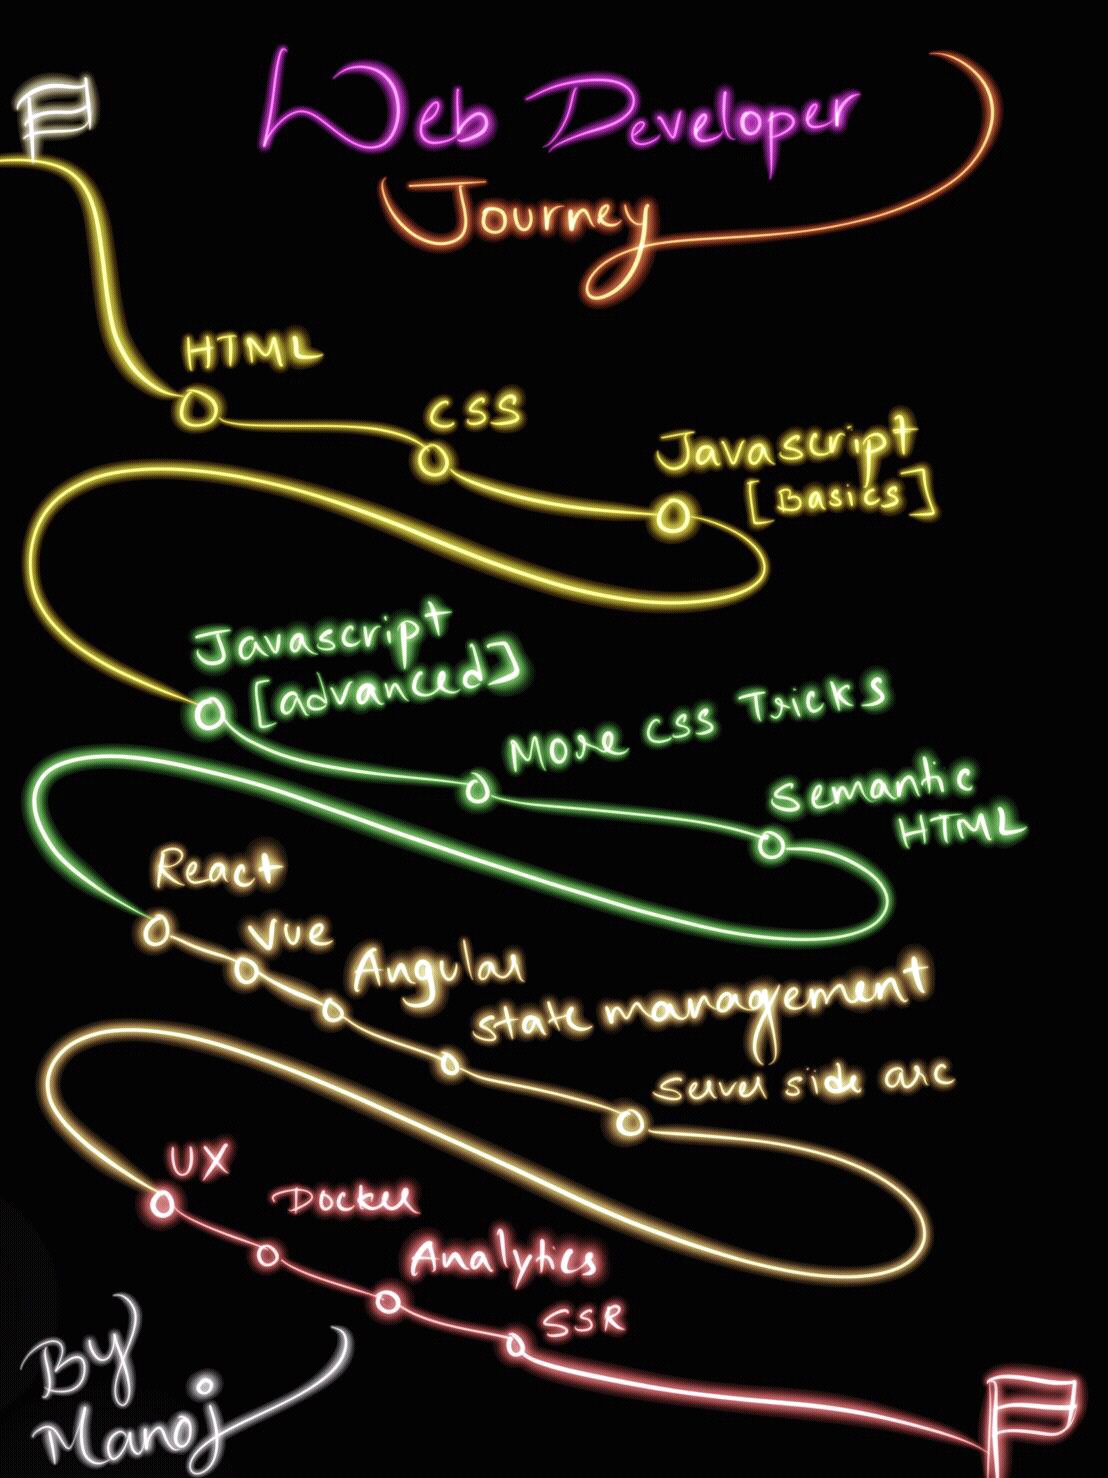 Web Developer
Journey
HTML
CSS
Javascript
[Basics]
Javascript
[advanced]
More CSS Tricks
Semantic
HTML
React
Vue
Angular
state management
Server side arc
UX
Docker
Analytics
SSR
By
Manoj